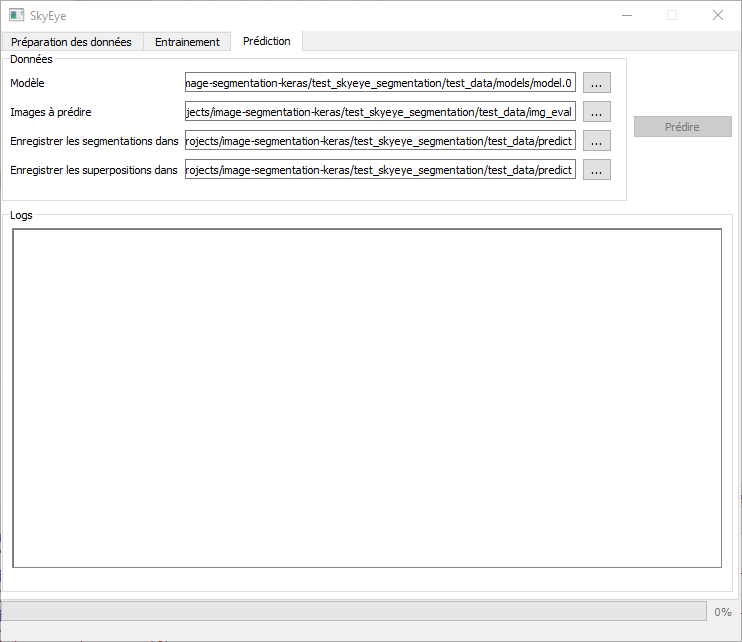 SkyEye
Préparation des données Entrainement Prédiction
Données
Modèle mage-segmentation-keras/test_skyeye_segmentation/test_data/models/model.0 ...
Images à prédire jects/image-segmentation-keras/test_skyeye_segmentation/test_data/img_eval ...
Enregistrer les segmentations dans rojects/image-segmentation-keras/test_skyeye_segmentation/test_data/predict ...
Prédire
Enregistrer les superpositions dans rojects/image-segmentation-keras/test_skyeye_segmentation/test_data/predict ...
Logs
0%